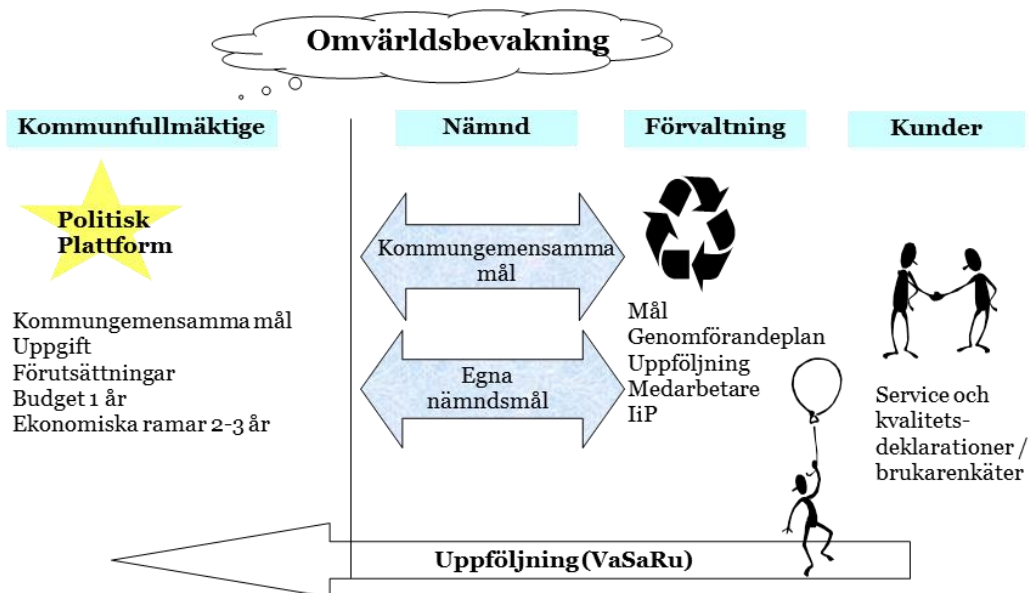 Omvärldsbevakning
Kommunfullmäktige
Nämnd
Förvaltning
Kunder
Politisk
Plattform
Kommungemensamma mål
Uppgift
Förutsättningar
Budget 1 år
Ekonomiska ramar 2-3 år
Kommungemensamma
mål
Egna
nämndsmål
Mål
Genomförandeplan
Uppföljning
Medarbetare
IiP
Service och
kvalitets-
deklarationer /
brukarenkäter
Uppföljning (VaSaRu)